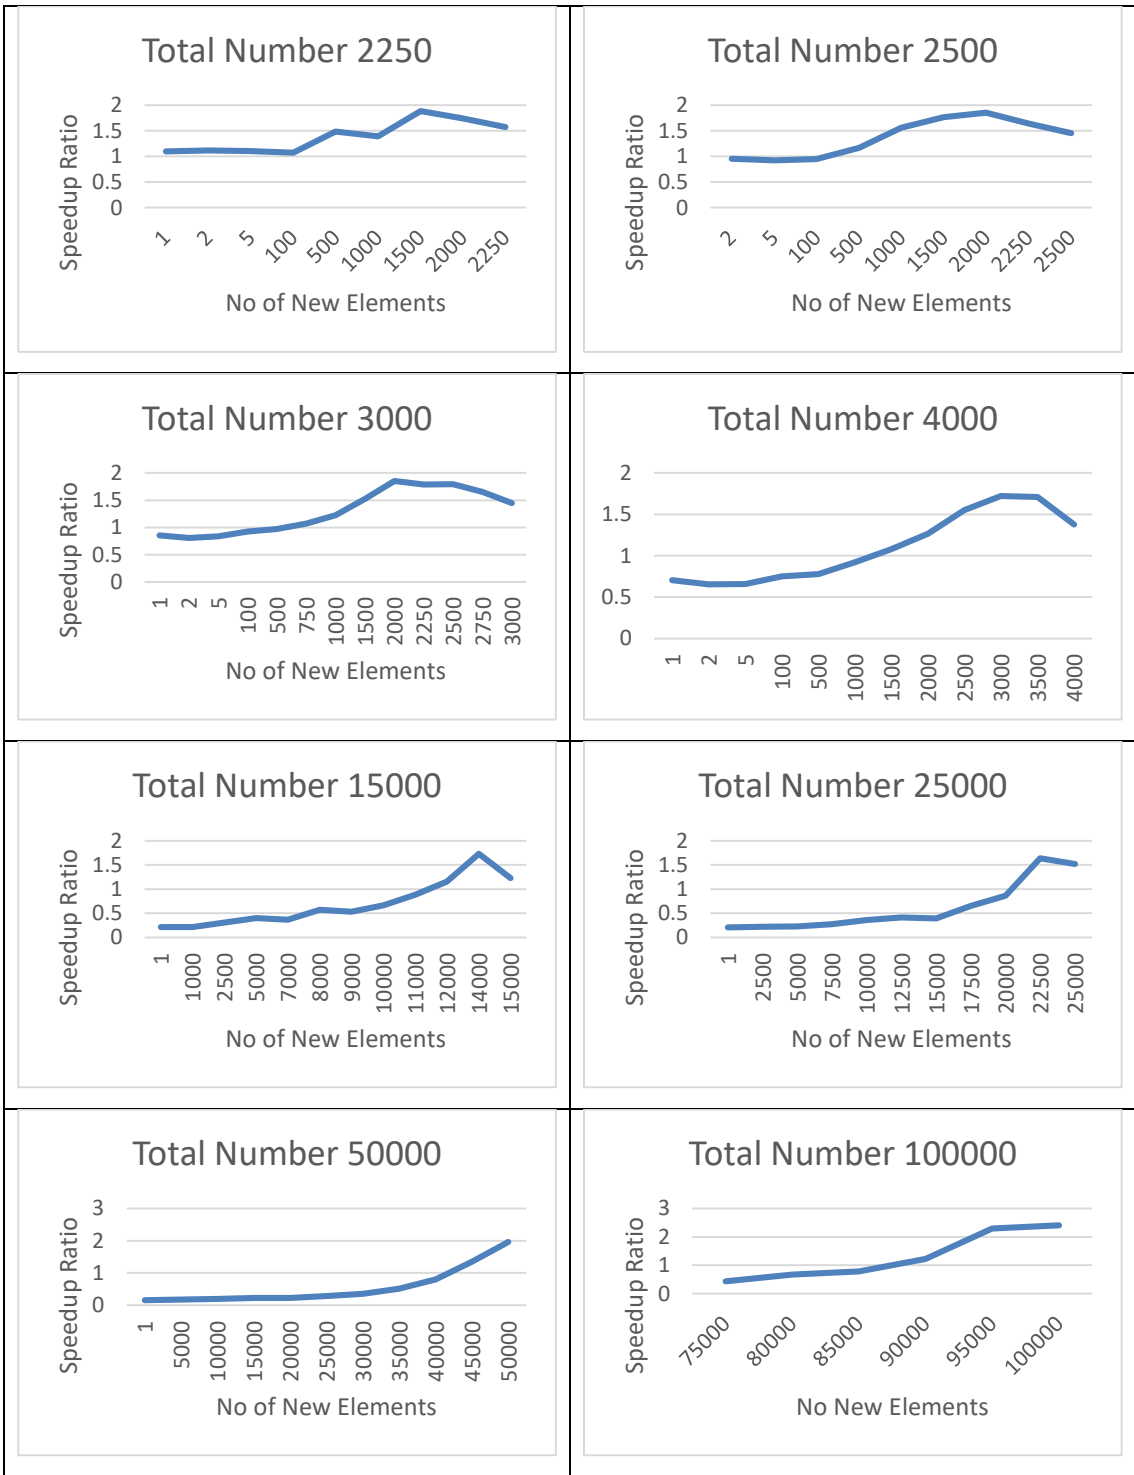 Total Number 2250
Speedup Ratio
2
1.5
1
0.5
0
1 2 5 100 500 1000 1500 2000 2250
No of New Elements
Total Number 2500
Speedup Ratio
2
1.5
1
0.5
0
2 5 100 500 1000 1500 2000 2250 2500
No of New Elements
Total Number 3000
Speedup Ratio
2
1.5
1
0.5
0
1 2 5 100 500 750 1000 1500 2000 2250 2500 2750 3000
No of New Elements
Total Number 4000
2
1.5
1
0.5
0
1 2 5 100 500 1000 1500 2000 2500 3000 3500 4000
Total Number 15000
Speedup Ratio
2
1.5
1
0.5
0
1 1000 2500 5000 7000 8000 9000 10000 11000 12000 14000 15000
No of New Elements
Total Number 25000
Speedup Ratio
2
1.5
1
0.5
0
1 2500 5000 7500 10000 12500 15000 17500 20000 22500 25000
No of New Elements
Total Number 50000
Speedup Ratio
3
2
1
0
1 5000 10000 15000 20000 25000 30000 35000 40000 45000 50000
No of New Elements
Total Number 100000
Speedup Ratio
3
2
1
0
75000 80000 85000 90000 95000 100000
No New Elements